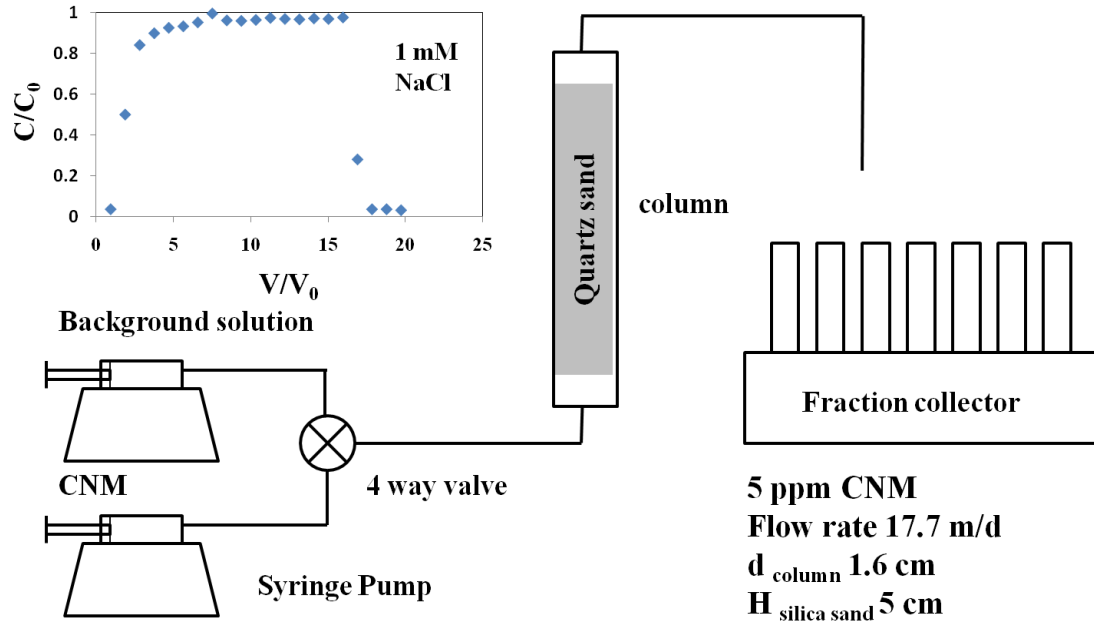 1
0.8
0.6
0.4
0.2
0
C/C0
1 mM
NaCl
0
5
10
15
20
25
V/V0
Background solution
CNM
4 way valve
Syringe Pump
Quartz sand
column
Fraction collector
5 ppm CNM
Flow rate 17.7 m/d
d column 1.6 cm
H silica sand 5 cm